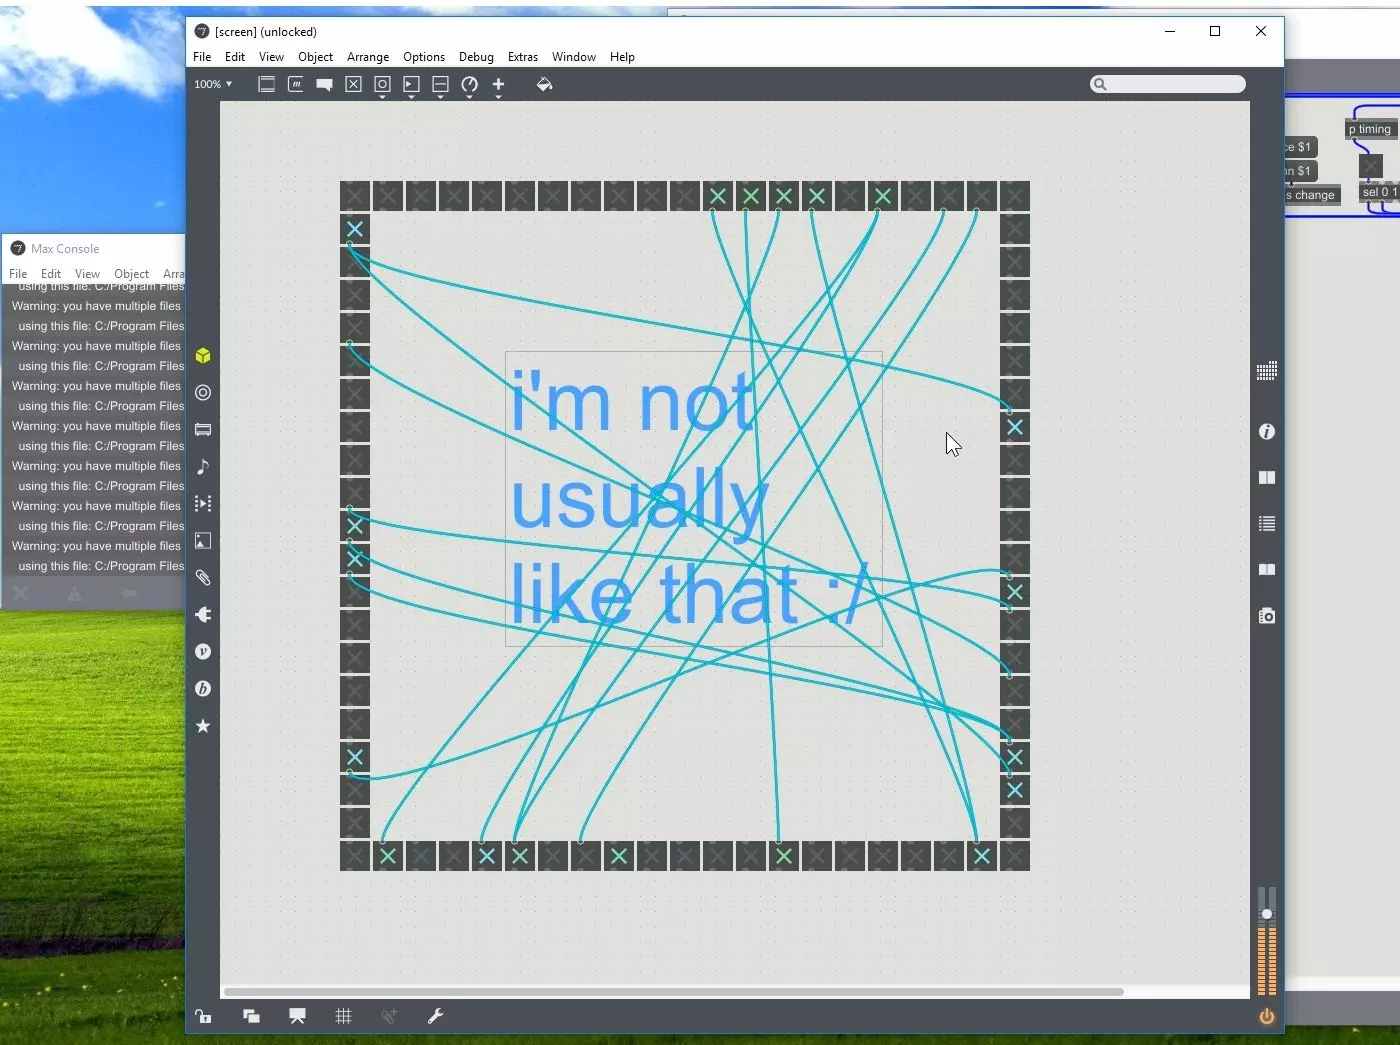 [screen] (unlocked)
File Edit View Object Arrange Options Debug Extras Window Help
100%
i'm not
usually
like that :/
Max Console
File Edit View Object Arra
using this file: C:/Program Files
Warning: you have multiple files
using this file: C:/Program Files
Warning: you have multiple files
using this file: C:/Program Files
Warning: you have multiple files
using this file: C:/Program Files
Warning: you have multiple files
using this file: C:/Program Files
Warning: you have multiple files
using this file: C:/Program Files
Warning: you have multiple files
using this file: C:/Program Files
Warning: you have multiple files
using this file: C:/Program Files
p timing
ce $1
n $1
s change
sel 0 1